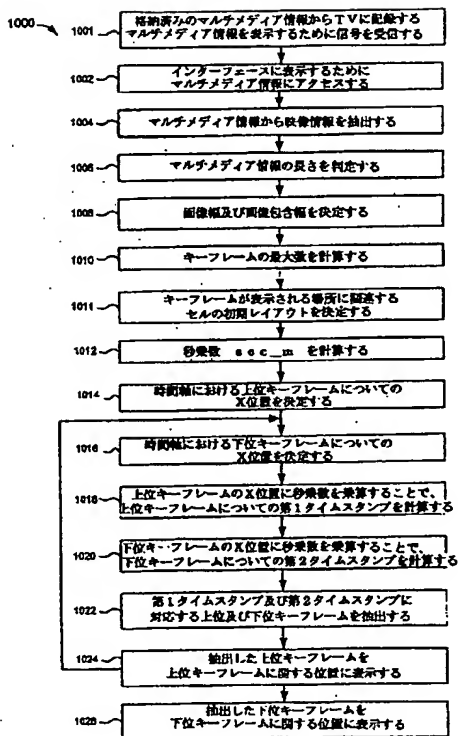 1000
1001
格納済みのマルチメディア情報からTVに記録する
マルチメディア情報を表示するために信号を受信する
1002
インターフェースに表示するために
マルチメディア情報にアクセスする
1004
マルチメディア情報から映像情報を抽出する
1006
マルチメディア情報の長さを判定する
1008
画像幅及び画像包含幅を決定する
1010
キーフレームの最大数を計算する
1011
キーフレームが表示される場所に関連する
セルの初期レイアウトを決定する
1012
秒乗数 sec_m を計算する
1014
時間軸における上位キーフレームについての
X位置を決定する
1016
時間軸における下位キーフレームについての
X位置を決定する
1018
上位キーフレームのX位置に秒乗数を乗算することで、
上位キーフレームについての第1タイムスタンプを計算する
1020
下位キーフレームのX位置に秒乗数を乗算することで、
下位キーフレームについての第2タイムスタンプを計算する
1022
第1タイムスタンプ及び第2タイムスタンプに
対応する上位及び下位キーフレームを抽出する
1024
抽出した上位キーフレームを
上位キーフレームに関する位置に表示する
1026
抽出した下位キーフレームを
下位キーフレームに関する位置に表示する